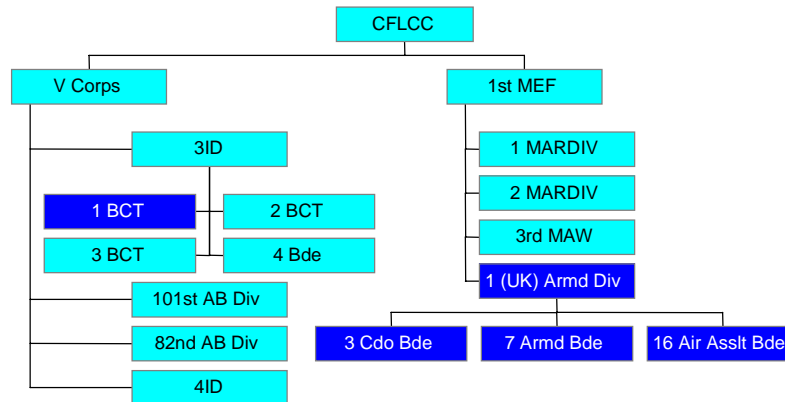 CFLCC
V Corps
1st MEF
3ID
1 MARDIV
2 MARDIV
1 BCT
2 BCT
3rd MAW
3 BCT
4 Bde
1 (UK) Armd Div
101st AB Div
82nd AB Div
3 Cdo Bde
7 Armd Bde
16 Air Asslt Bde
4ID